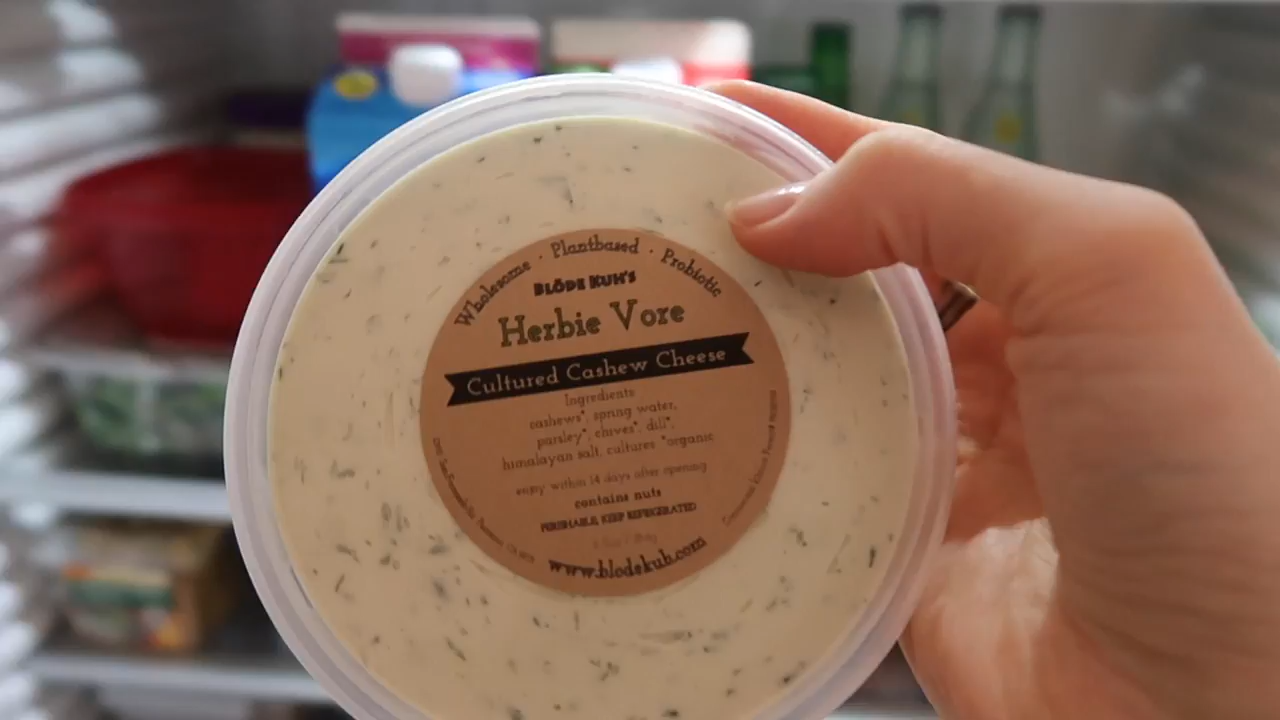 Wholesome · Plantbased · Probiotic
BLÖDE KUH'S
Herbie Vore
Cultured Cashew Cheese
Ingredients
cashews*, spring water,
parsley*, chives*, dill*,
himalayan salt, cultures *organic
enjoy within 14 days after opening
contains nuts
PERISHABLE, KEEP REFRIGERATED
www.blodekuh.com